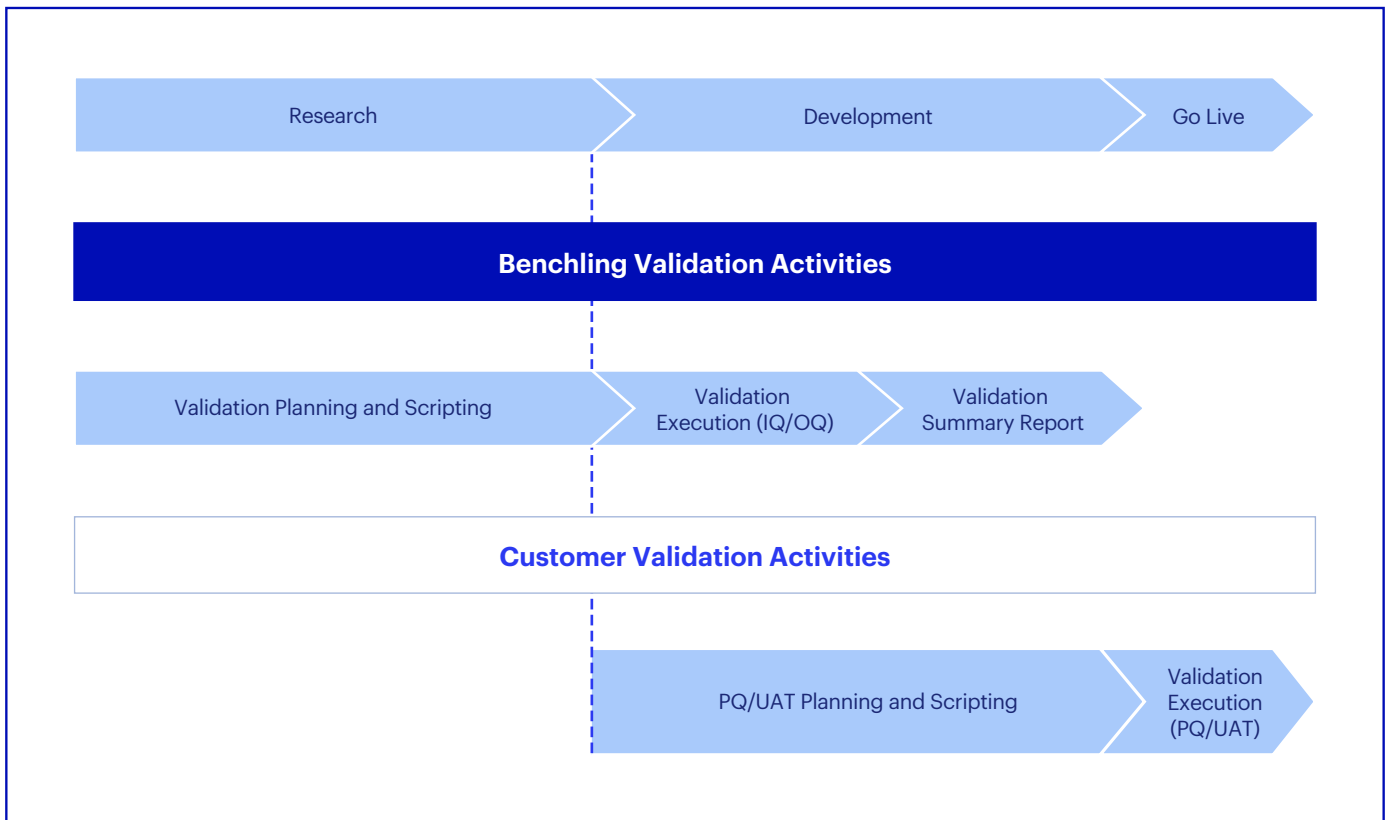 Research
Development
Go Live
Benchling Validation Activities
Validation Planning and Scripting
Validation
Execution (IQ/OQ)
Validation
Summary Report
Customer Validation Activities
PQ/UAT Planning and Scripting
Validation
Execution
(PQ/UAT)